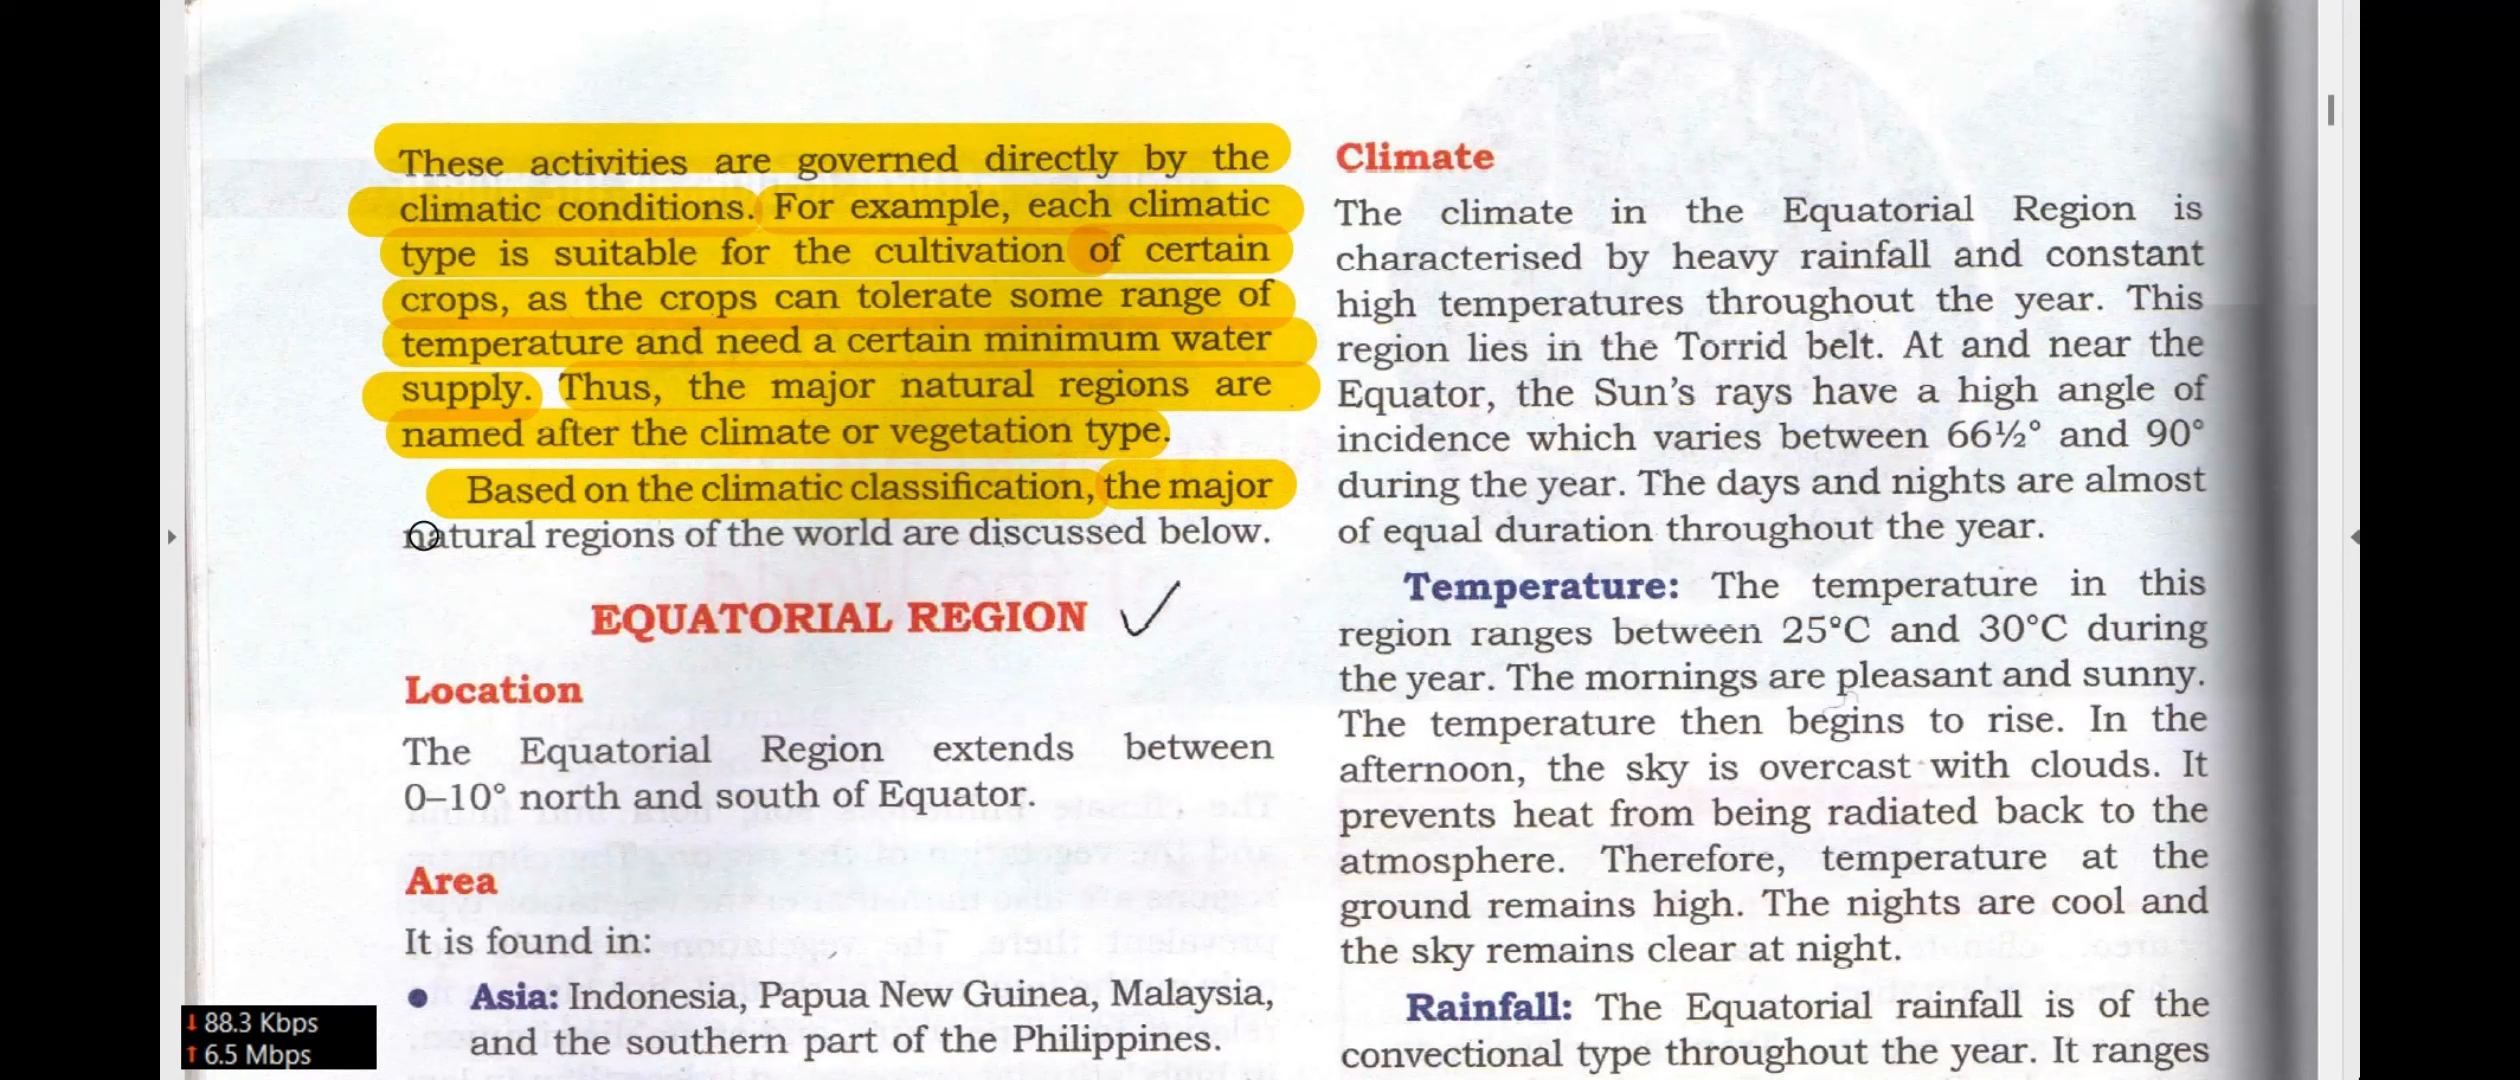 These activities are governed directly by the
climatic conditions. For example, each climatic
type is suitable for the cultivation of certain
crops, as the crops can tolerate some range of
temperature and need a certain minimum water
supply. Thus, the major natural regions are
named after the climate or vegetation type.
Based on the climatic classification, the major
natural regions of the world are discussed below.
EQUATORIAL REGION
Location
The Equatorial Region extends between
0–10° north and south of Equator.
Area
It is found in:
● Asia: Indonesia, Papua New Guinea, Malaysia,
and the southern part of the Philippines.
Climate
The climate in the Equatorial Region is
characterised by heavy rainfall and constant
high temperatures throughout the year. This
region lies in the Torrid belt. At and near the
Equator, the Sun's rays have a high angle of
incidence which varies between 66½° and 90°
during the year. The days and nights are almost
of equal duration throughout the year.
Temperature: The temperature in this
region ranges between 25°C and 30°C during
the year. The mornings are pleasant and sunny.
The temperature then begins to rise. In the
afternoon, the sky is overcast with clouds. It
prevents heat from being radiated back to the
atmosphere. Therefore, temperature at the
ground remains high. The nights are cool and
the sky remains clear at night.
Rainfall: The Equatorial rainfall is of the
convectional type throughout the year. It ranges
↓ 88.3 Kbps
↑ 6.5 Mbps